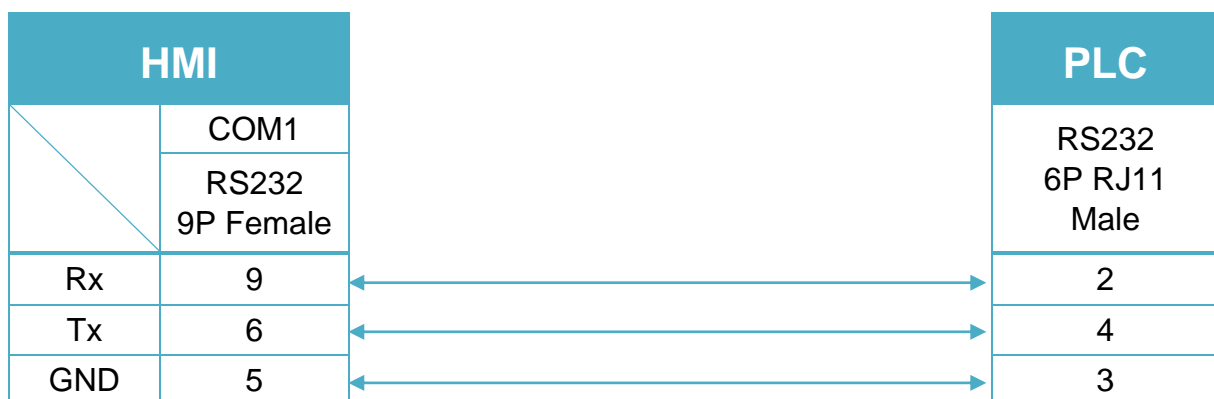 HMI PLC
COM1
RS232
9P Female
RS232
6P RJ11
Male
Rx 9 2
Tx 6 4
GND 5 3